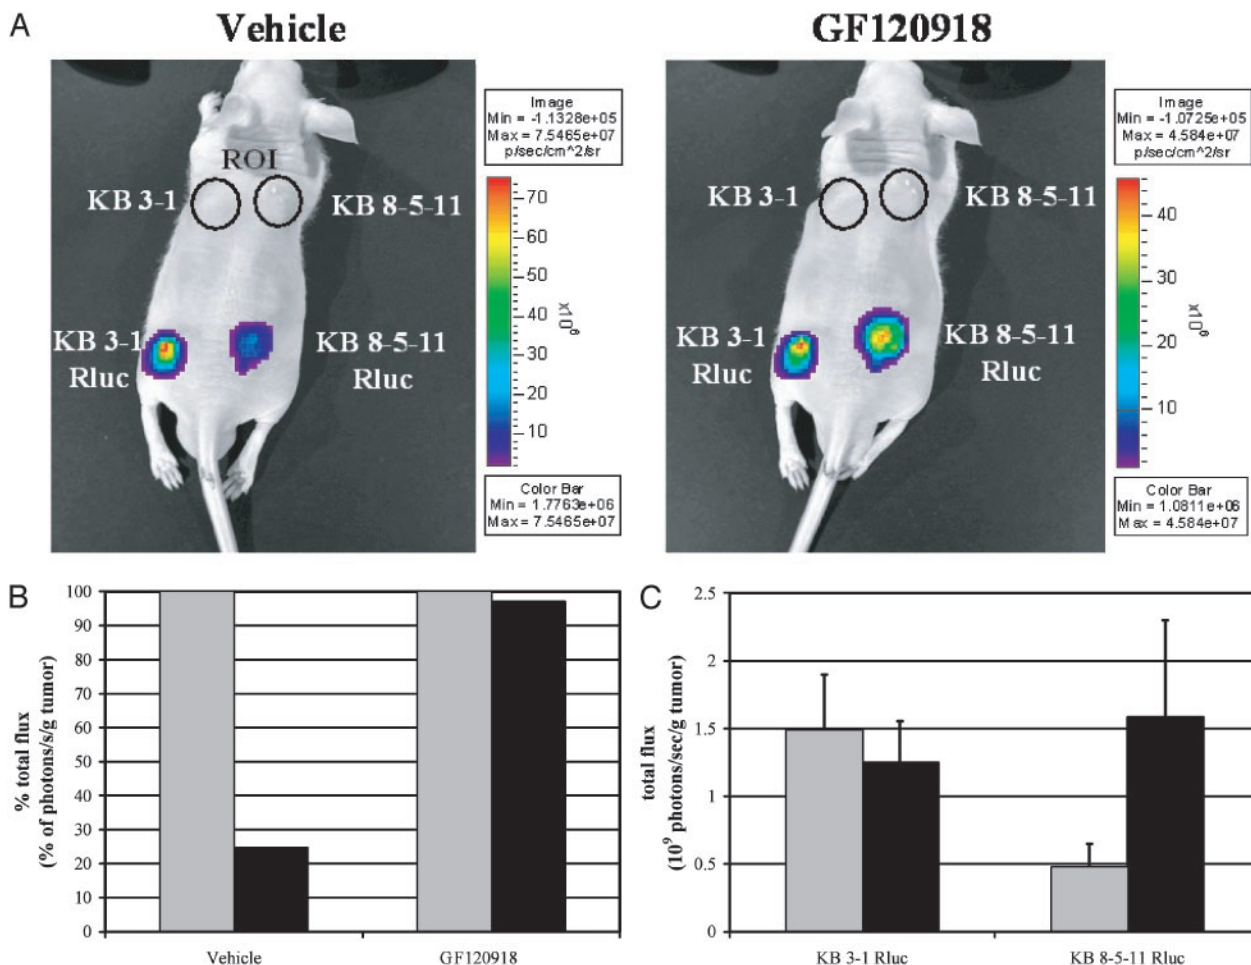 A
Vehicle
GF120918
Image
Min = -1.1328e+05
Max = 7.5465e+07
p/sec/cm^2/sr
ROI
KB 3-1
KB 8-5-11
70
60
50
40
30
20
10
x10^6
KB 3-1
Rluc
KB 8-5-11
Rluc
Color Bar
Min = 1.7763e+06
Max = 7.5465e+07
Image
Min = -1.0725e+05
Max = 4.584e+07
p/sec/cm^2/sr
KB 3-1
KB 8-5-11
40
30
20
10
x10^6
KB 3-1
Rluc
KB 8-5-11
Rluc
Color Bar
Min = 1.0811e+06
Max = 4.584e+07
B
% total flux
(% of photons/s/g tumor)
100
90
80
70
60
50
40
30
20
10
0
Vehicle
GF120918
C
total flux
(10^9 photons/sec/g tumor)
2.5
2
1.5
1
0.5
0
KB 3-1 Rluc
KB 8-5-11 Rluc